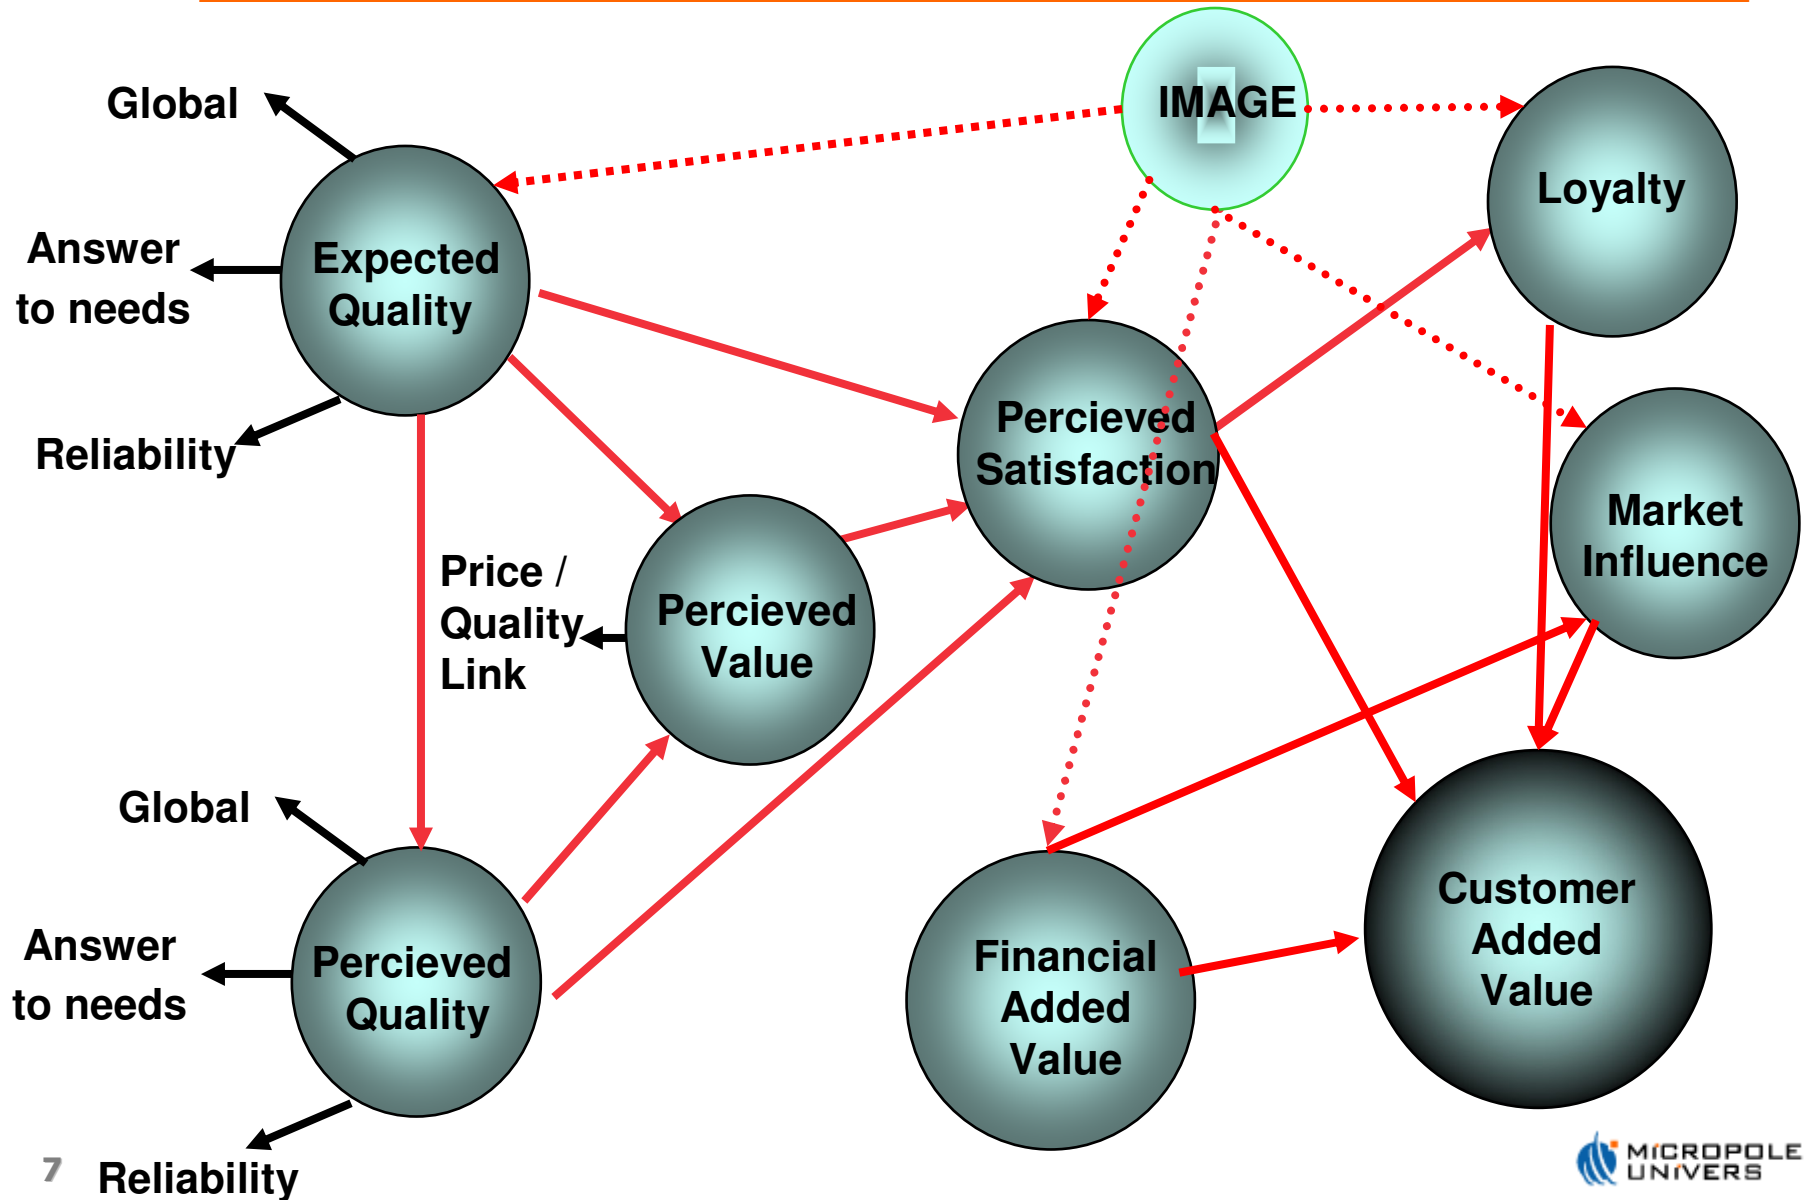 IMAGE
Global
Loyalty
Answer
to needs
Expected
Quality
Reliability
Percieved
Satisfaction
Market
Influence
Price /
Quality
Link
Percieved
Value
Global
Customer
Added
Value
Answer
to needs
Percieved
Quality
Financial
Added
Value
Reliability
7
MICROPOLE
UNIVERS